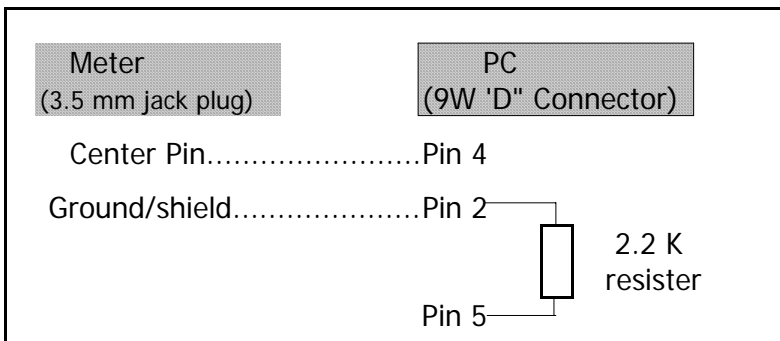 Meter PC
(3.5 mm jack plug) (9W 'D" Connector)
Center Pin........................Pin 4
Ground/shield.....................Pin 2
2.2 K
resister
Pin 5